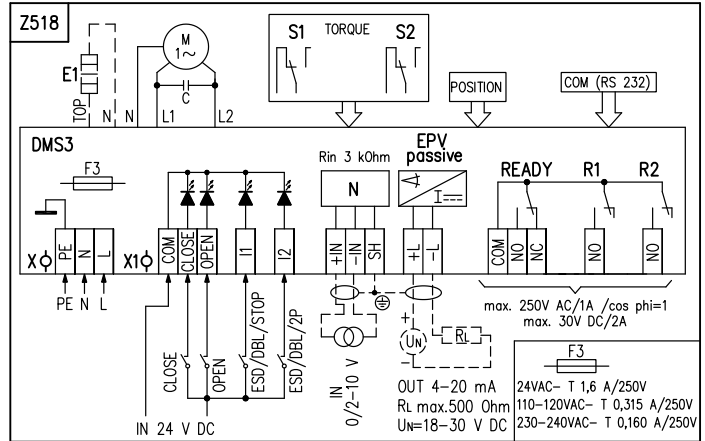 Z518
E1
TOP
N
N
M
1~
C
L1
L2
S1
TORQUE
S2
POSITION
COM (RS 232)
DMS3
F3
Rin 3 kOhm
N
EPV
passive
I
READY
R1
R2
X
PE
N
L
X1
COM
CLOSE
OPEN
I1
I2
+IN
-IN
SH
+L
-L
COM
NO
NC
NO
NO
PE N L
CLOSE
OPEN
ESD/DBL/STOP
ESD/DBL/2P
IN 24 V DC
IN
0/2-10 V
+
UN
-
RL
OUT 4-20 mA
RL max.500 Ohm
UN=18-30 V DC
max. 250V AC/1A /cos phi=1
max. 30V DC/2A
F3
24VAC- T 1,6 A/250V
110-120VAC- T 0,315 A/250V
230-240VAC- T 0,160 A/250V